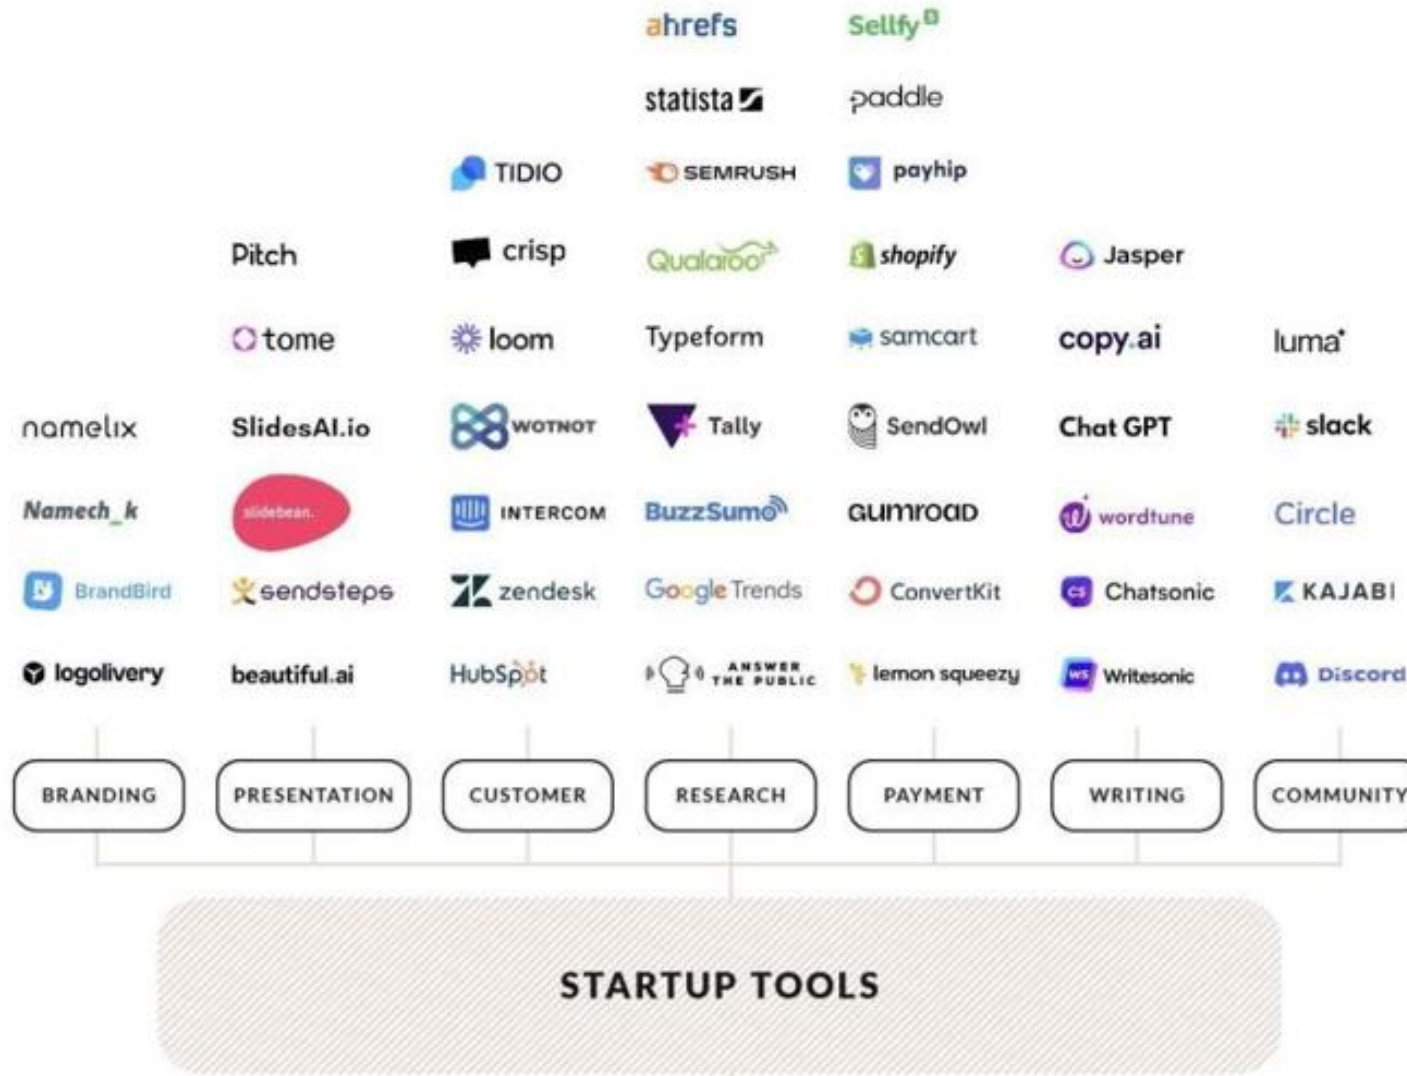 ahrefs
Sellfy
statista
paddle
TIDIO
SEMRUSH
payhip
Pitch
crisp
Qualaroo
shopify
Jasper
tome
loom
Typeform
samcart
copy.ai
luma
namelix
SlidesAI.io
WOTNOT
Tally
SendOwl
Chat GPT
slack
Namech_k
slidebean.
INTERCOM
BuzzSumo
GUMROAD
wordtune
Circle
BrandBird
sendsteps
zendesk
Google Trends
ConvertKit
CS
Chatsonic
KAJABI
logolivery
beautiful.ai
HubSpot
ANSWER
THE PUBLIC
lemon squeezy
WS
Writesonic
Discord
BRANDING
PRESENTATION
CUSTOMER
RESEARCH
PAYMENT
WRITING
COMMUNITY
STARTUP TOOLS